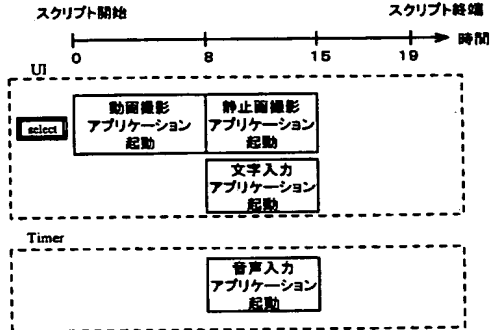 スクリプト開始
スクリプト終端
時間
0 8 15 19
UI
select
動画撮影
アプリケーション
起動
静止画撮影
アプリケーション
起動
文字入力
アプリケーション
起動
Timer
音声入力
アプリケーション
起動